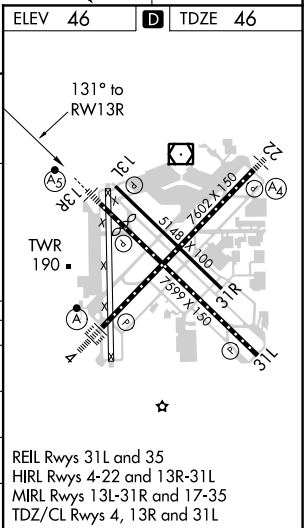 ELEV 46
D
TDZE 46
131° to
RW13R
A5
13R
13L
P
22
P
A4
7602 X 150
5148 X 100
P
TWR
190
7599 X 150
31R
A
P
4
P
31L
REIL Rwys 31L and 35
HIRL Rwys 4-22 and 13R-31L
MIRL Rwys 13L-31R and 17-35
TDZ/CL Rwys 4, 13R and 31L